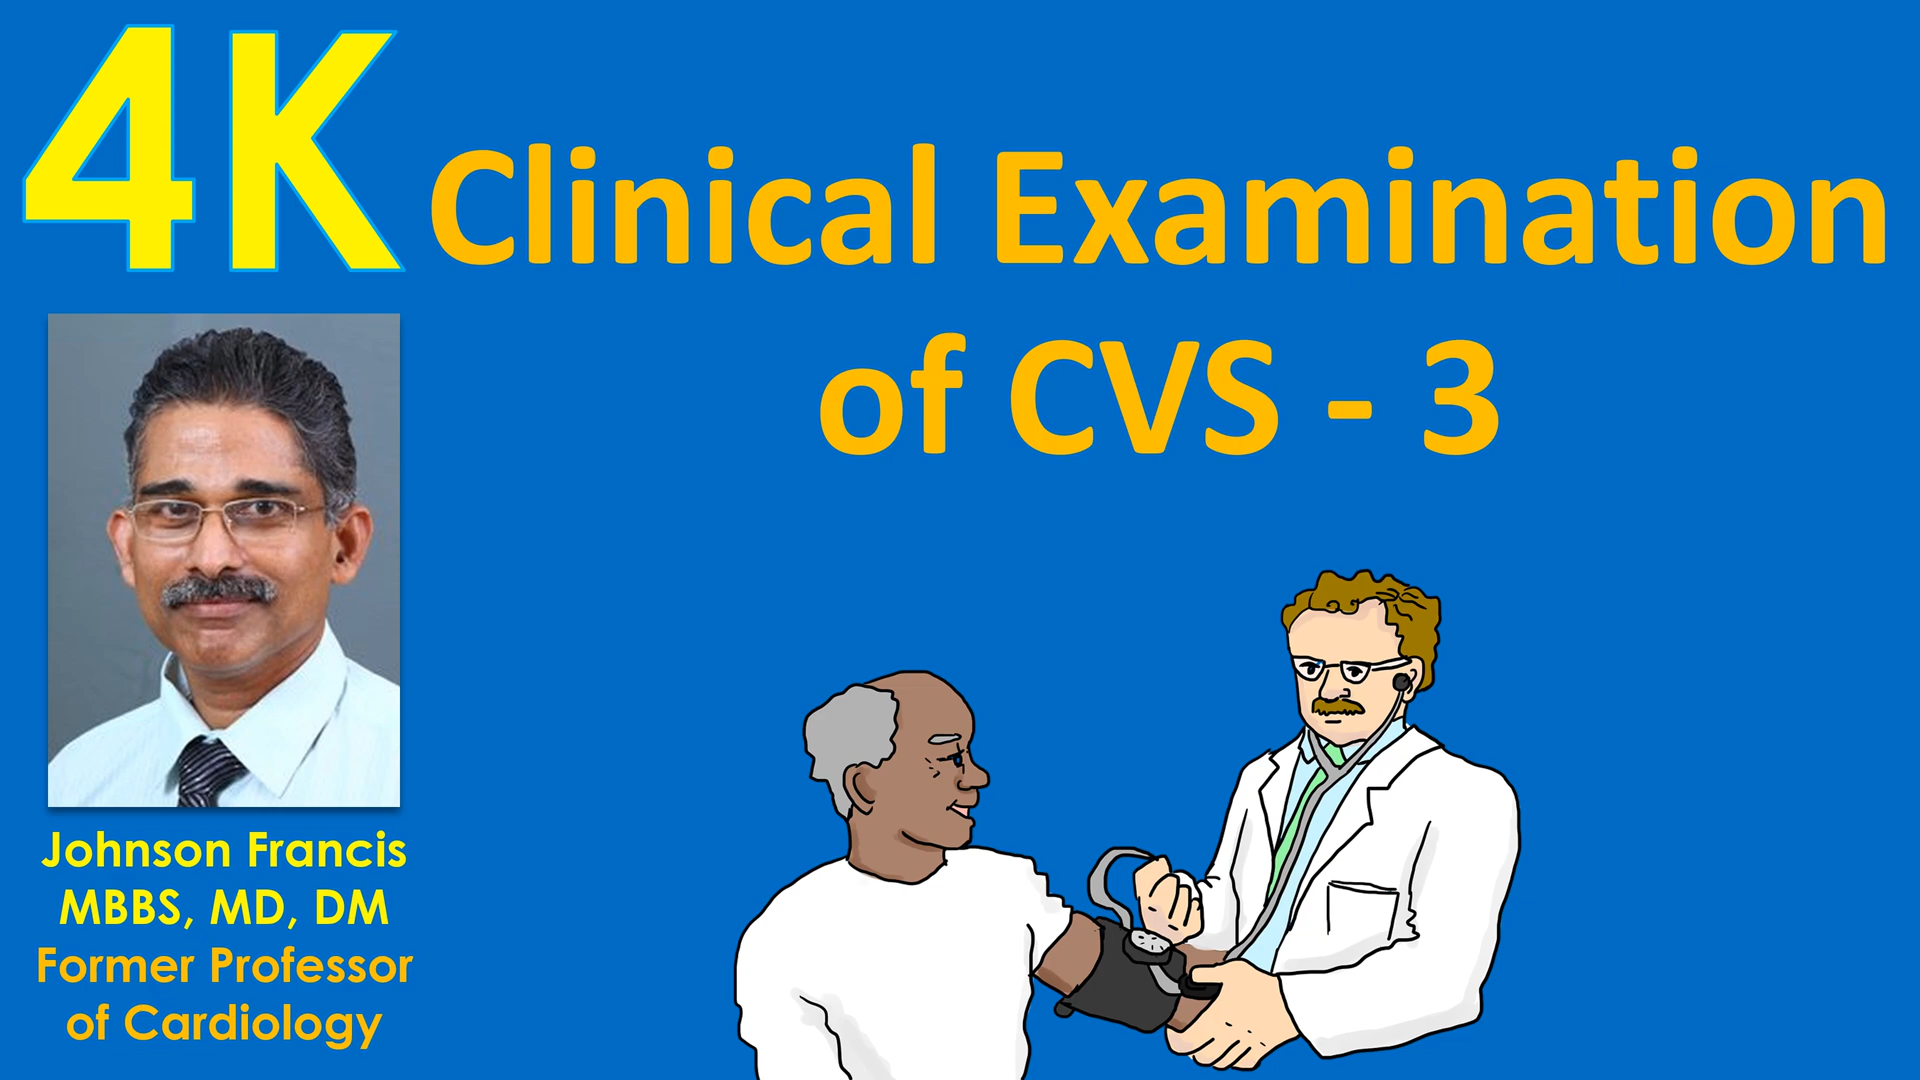 4K
Clinical Examination
of CVS - 3
Johnson Francis
MBBS, MD, DM
Former Professor
of Cardiology